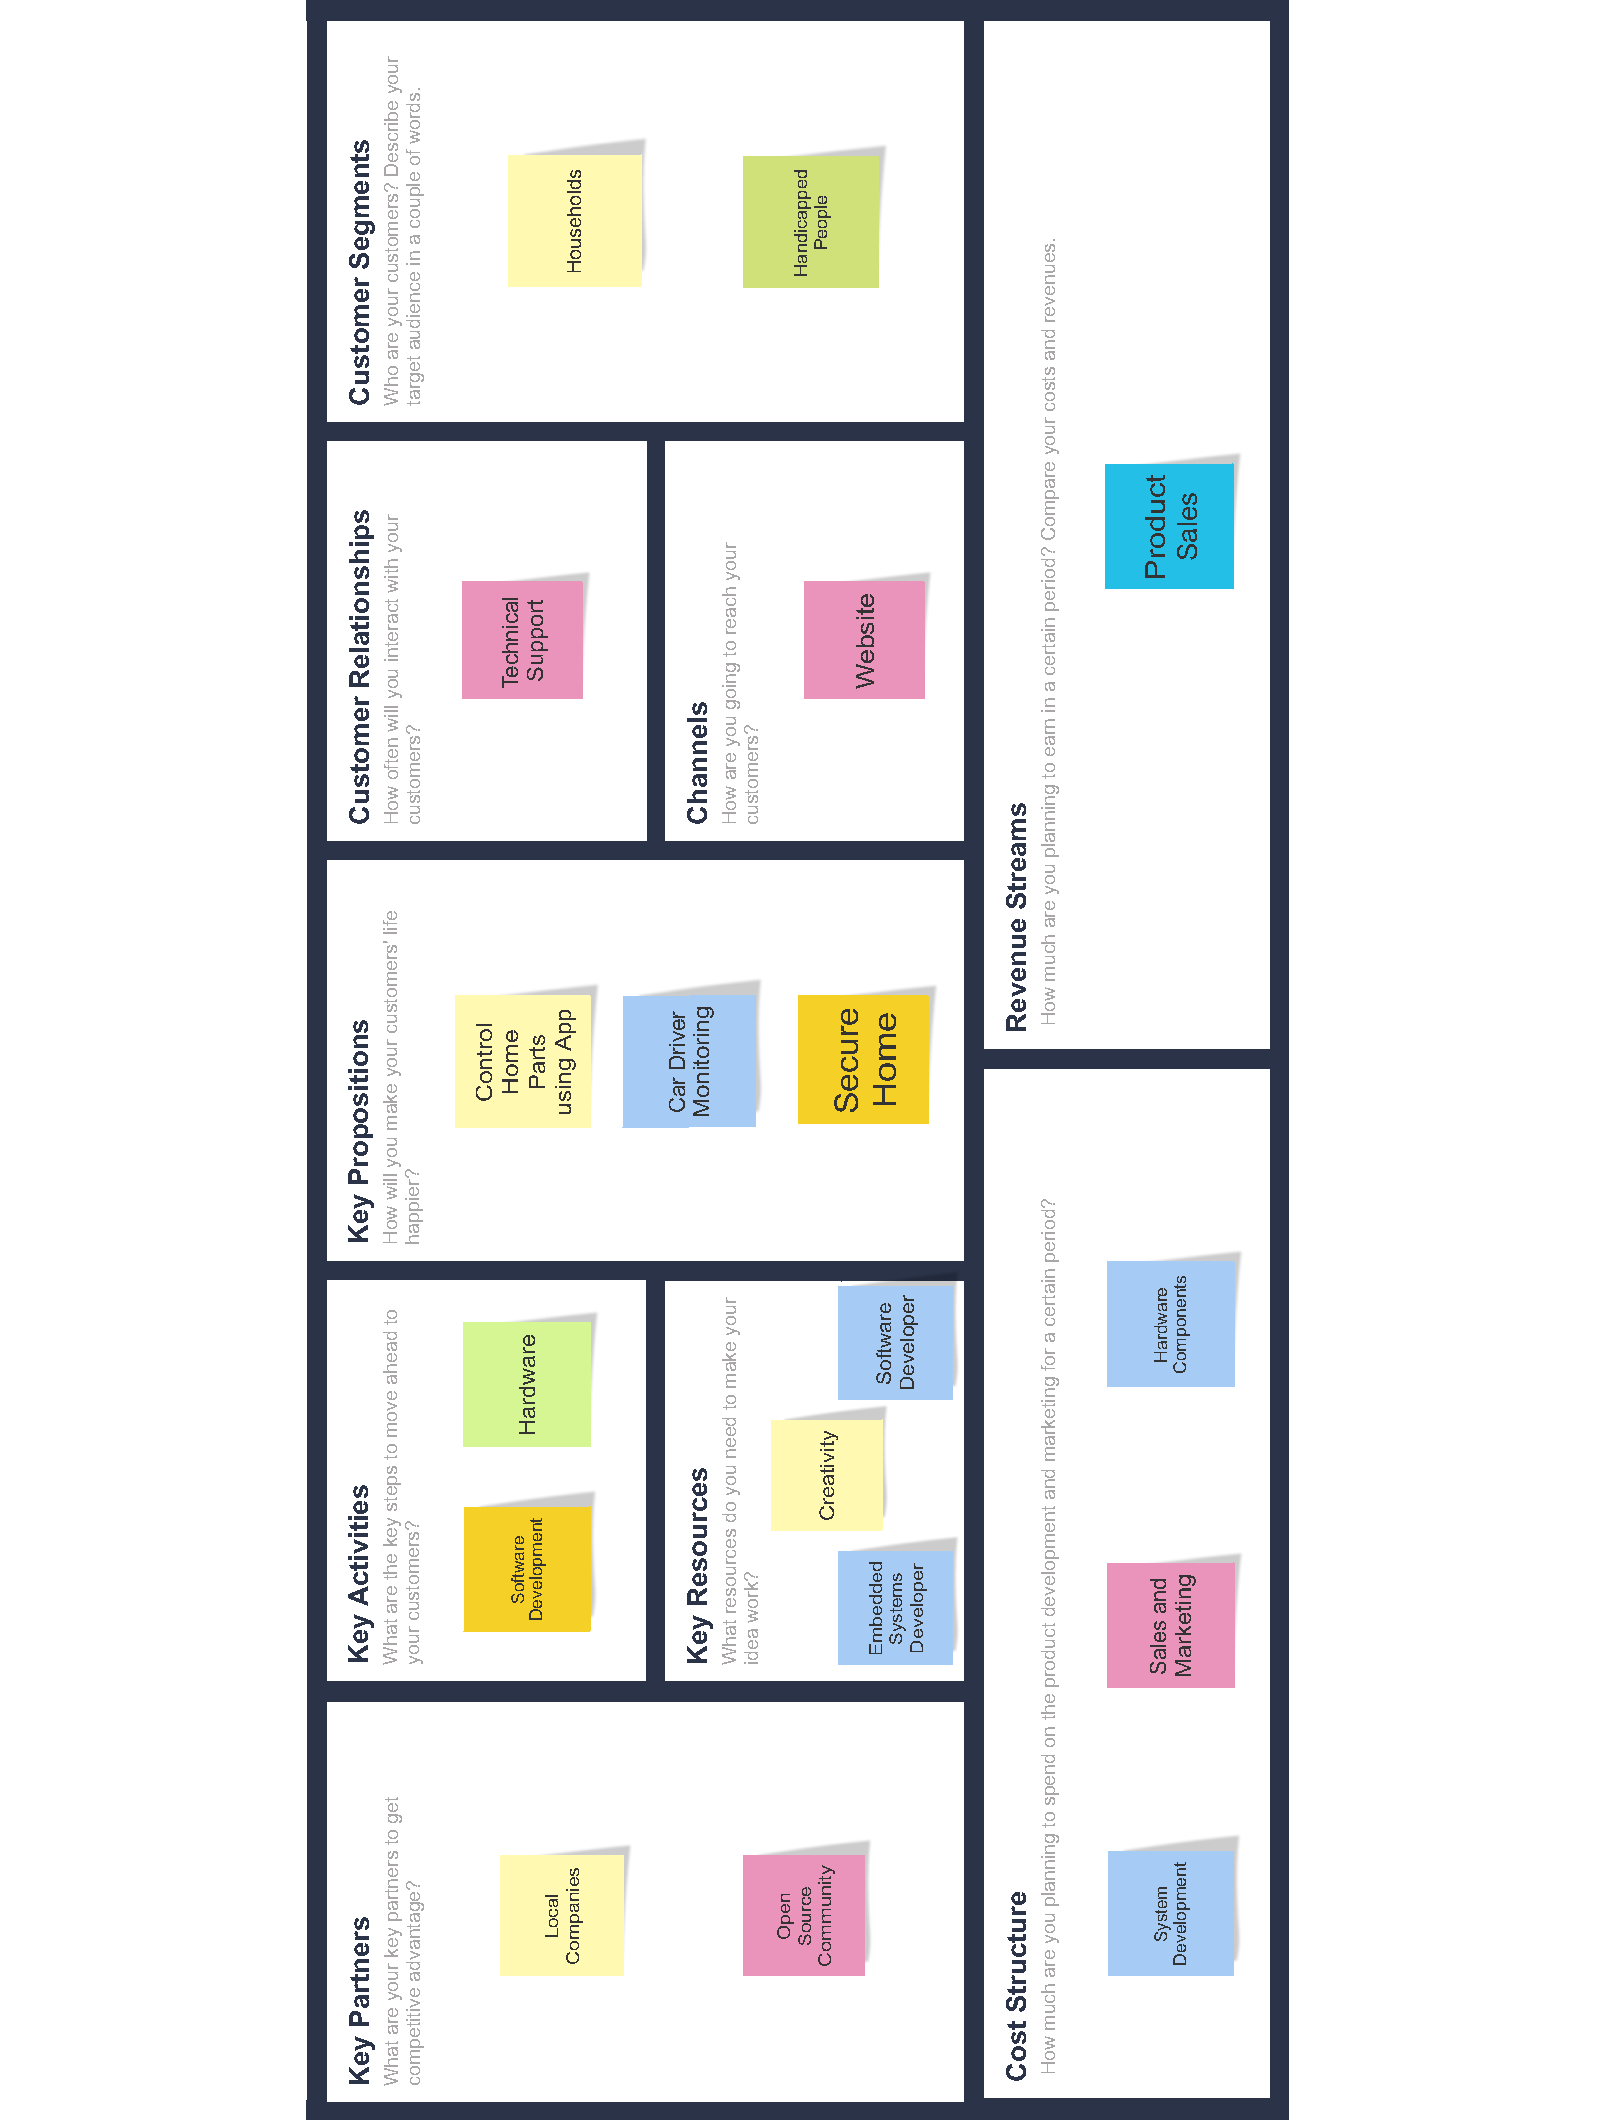 Key Partners
What are your key partners to get
competitive advantage?
Local
Companies
Open
Source
Community
Key Activities
What are the key steps to move ahead to
your customers?
Software
Development
Hardware
Key Resources
What resources do you need to make your
idea work?
Embedded
Systems
Developer
Creativity
Software
Developer
Key Propositions
How will you make your customers' life
happier?
Control
Home
Parts
using App
Car Driver
Monitoring
Secure
Home
Customer Relationships
How often will you interact with your
customers?
Technical
Support
Channels
How are you going to reach your
customers?
Website
Customer Segments
Who are your customers? Describe your
target audience in a couple of words.
Households
Handicapped
People
Cost Structure
How much are you planning to spend on the product development and marketing for a certain period?
System
Development
Sales and
Marketing
Hardware
Components
Revenue Streams
How much are you planning to earn in a certain period? Compare your costs and revenues.
Product
Sales